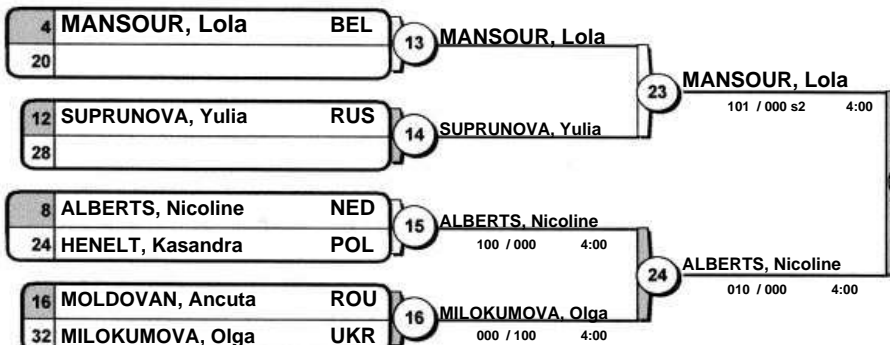 4 MANSOUR, Lola BEL
20
13 MANSOUR, Lola
12 SUPRUNOVA, Yulia RUS
28
14 SUPRUNOVA, Yulia
23 MANSOUR, Lola
101 / 000 s2 4:00
8 ALBERTS, Nicoline NED
24 HENELT, Kasandra POL
15 ALBERTS, Nicoline
100 / 000 4:00
16 MOLDOVAN, Ancuta ROU
32 MILOKUMOVA, Olga UKR
16 MILOKUMOVA, Olga
000 / 100 4:00
24 ALBERTS, Nicoline
010 / 000 4:00